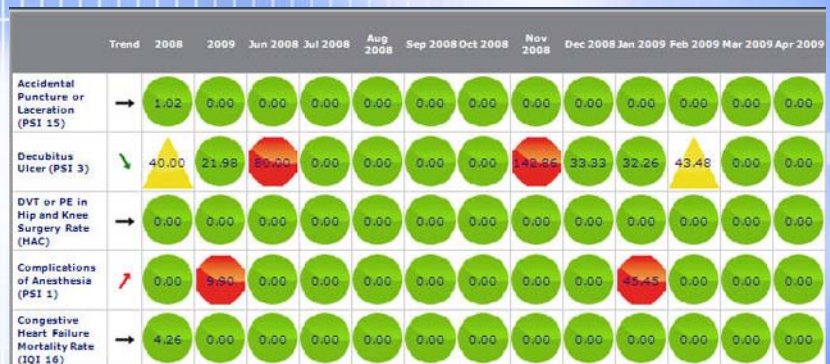 Trend 2008 2009 Jun 2008 Jul 2008 Aug 2008 Sep 2008 Oct 2008 Nov 2008 Dec 2008 Jan 2009 Feb 2009 Mar 2009 Apr 2009
Accidental
Puncture or
Laceration
(PSI 15)
1.02 0.00 0.00 0.00 0.00 0.00 0.00 0.00 0.00 0.00 0.00 0.00 0.00
Decubitus
Ulcer (PSI 3)
40.00 21.98 80.00 0.00 0.00 0.00 0.00 142.86 33.33 32.26 43.48 0.00 0.00
DVT or PE in
Hip and Knee
Surgery Rate
(HAC)
0.00 0.00 0.00 0.00 0.00 0.00 0.00 0.00 0.00 0.00 0.00 0.00 0.00
Complications
of Anesthesia
(PSI 1)
0.00 9.90 0.00 0.00 0.00 0.00 0.00 0.00 0.00 45.45 0.00 0.00 0.00
Congestive
Heart Failure
Mortality Rate
(IQI 16)
4.26 0.00 0.00 0.00 0.00 0.00 0.00 0.00 0.00 0.00 0.00 0.00 0.00